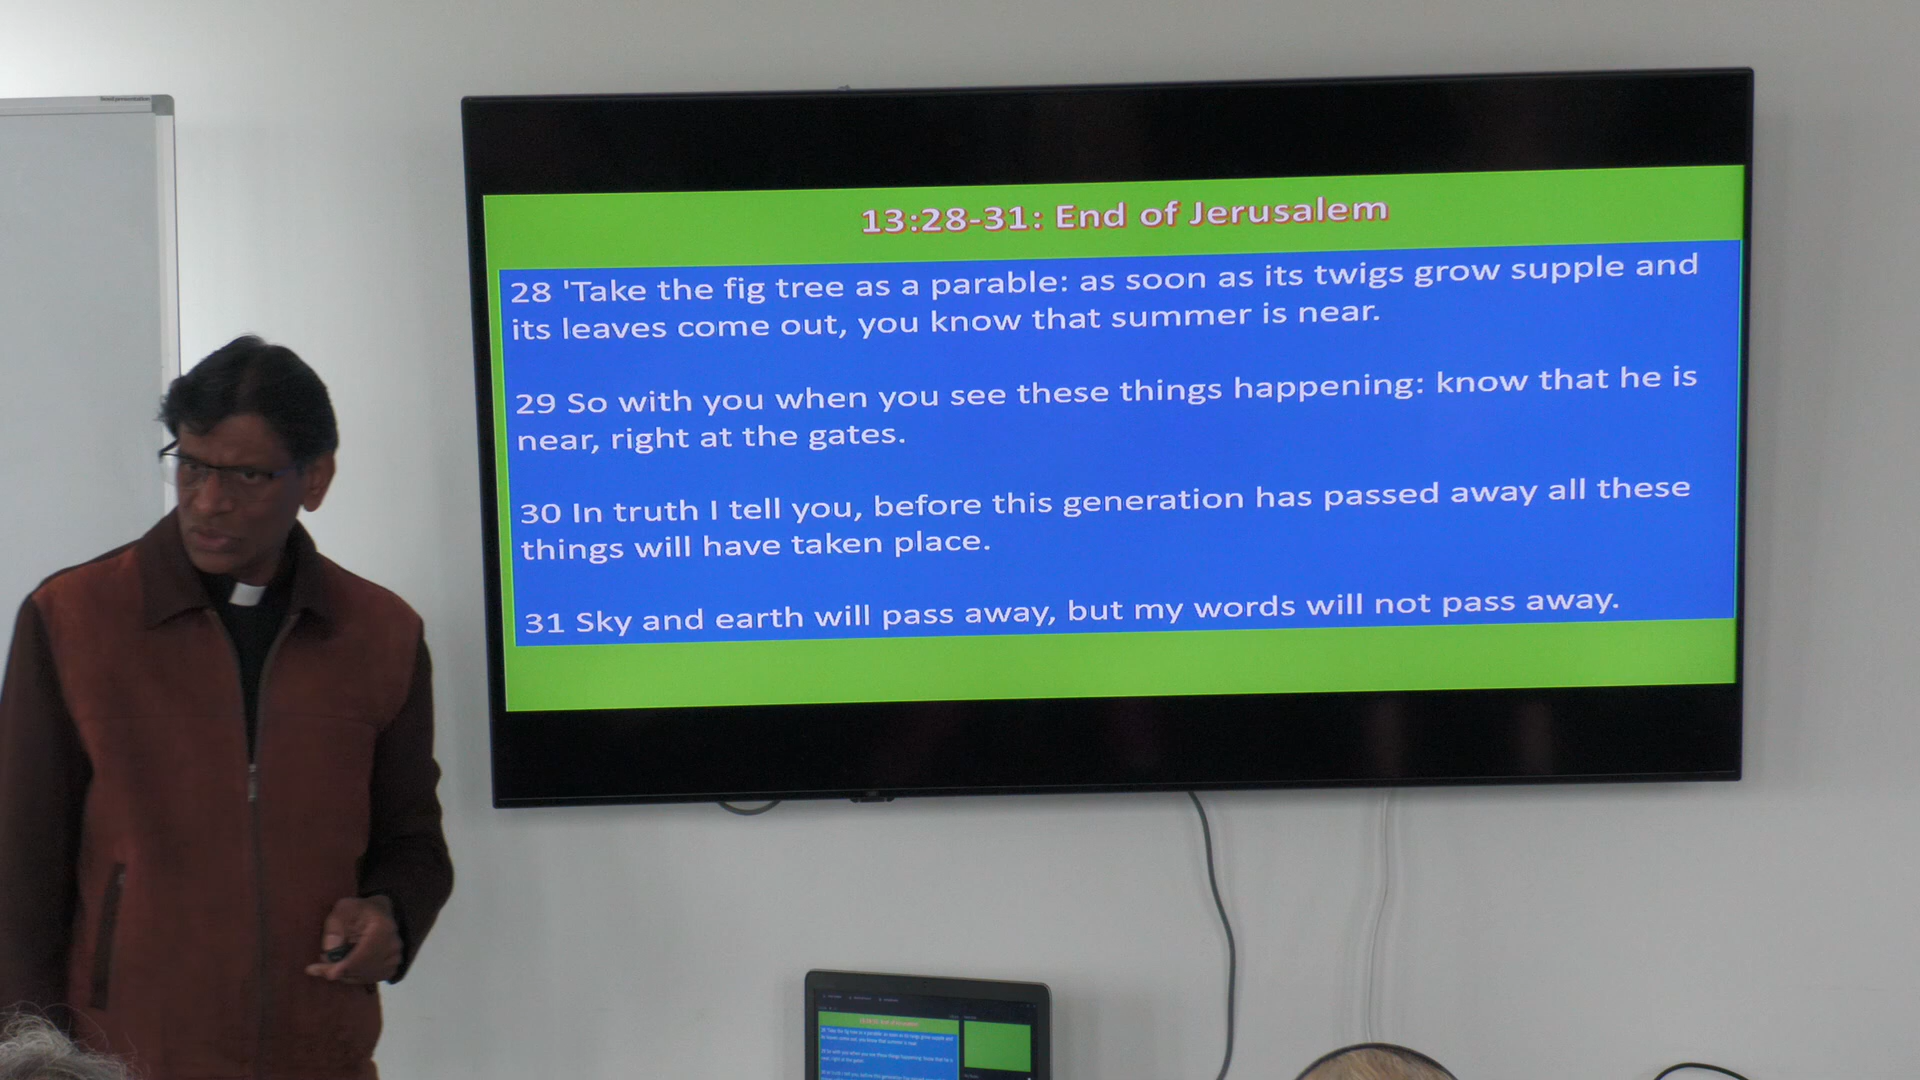 13:28-31: End of Jerusalem
28 'Take the fig tree as a parable: as soon as its twigs grow supple and
its leaves come out, you know that summer is near.
29 So with you when you see these things happening: know that he is
near, right at the gates.
30 In truth I tell you, before this generation has passed away all these
things will have taken place.
31 Sky and earth will pass away, but my words will not pass away.